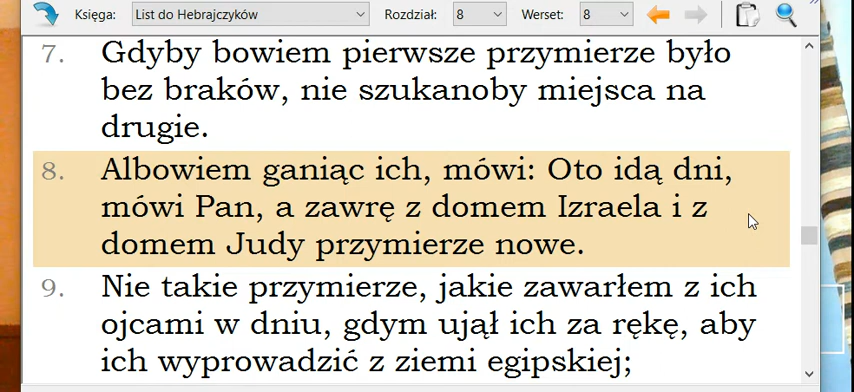 Księga: List do Hebrajczyków Rozdział: 8 Werset: 8
7. Gdyby bowiem pierwsze przymierze było
bez braków, nie szukanoby miejsca na
drugie.
8. Albowiem ganiąc ich, mówi: Oto idą dni,
mówi Pan, a zawrę z domem Izraela i z
domem Judy przymierze nowe.
9. Nie takie przymierze, jakie zawarłem z ich
ojcami w dniu, gdym ujął ich za rękę, aby
ich wyprowadzić z ziemi egipskiej;